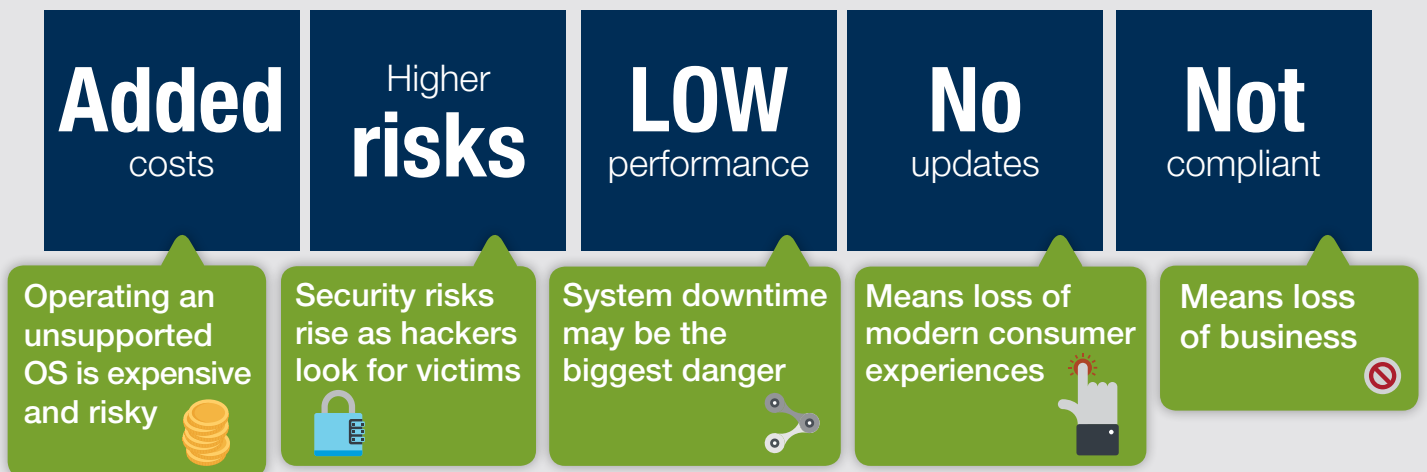 Added
costs
Higher
risks
LOW
performance
No
updates
Not
compliant
Operating an
unsupported
OS is expensive
and risky
Security risks
rise as hackers
look for victims
System downtime
may be the
biggest danger
Means loss of
modern consumer
experiences
Means loss
of business